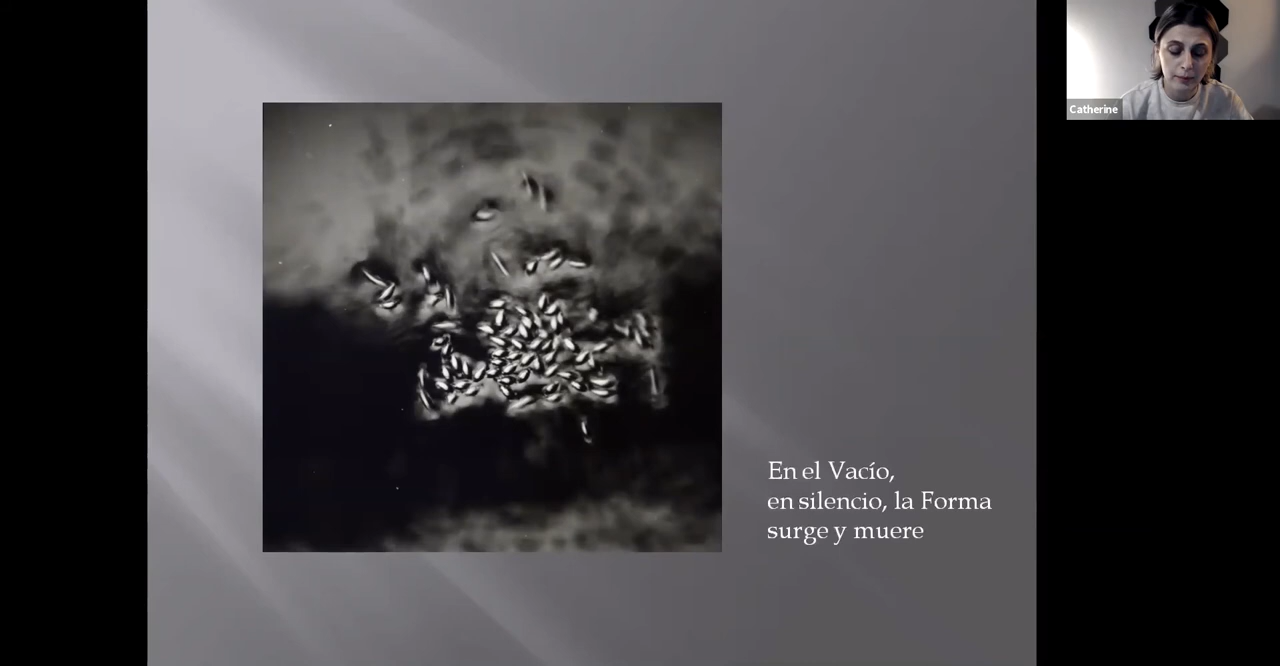 En el Vacío,
en silencio, la Forma
surge y muere
Catherine